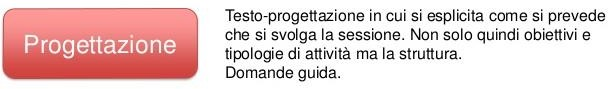 Progettazione
Testo-progettazione in cui si esplicita come si prevede
che si svolga la sessione. Non solo quindi obiettivi e
tipologie di attività ma la struttura.
Domande guida.